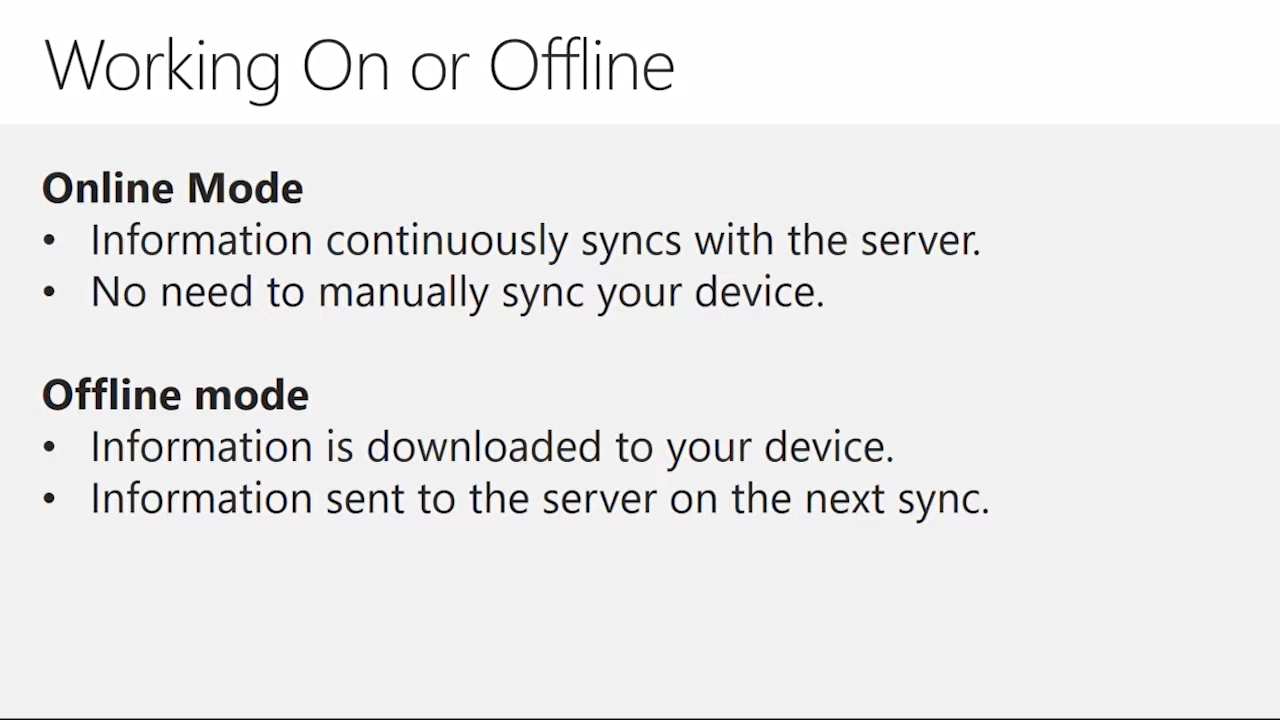 Working On or Offline
Online Mode
• Information continuously syncs with the server.
• No need to manually sync your device.
Offline mode
• Information is downloaded to your device.
• Information sent to the server on the next sync.